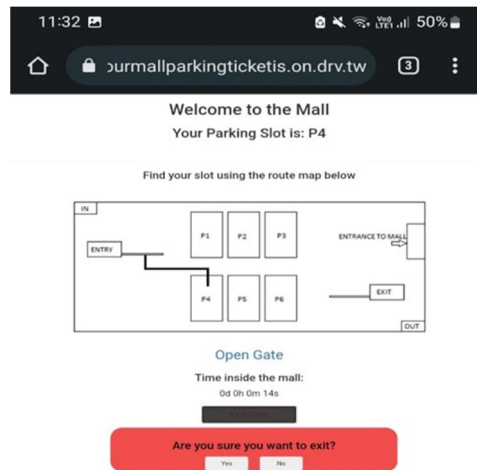 11:32
Vo)) LTE1 50%
ourmallparkingticketis.on.drv.tw 3
Welcome to the Mall
Your Parking Slot is: P4
Find your slot using the route map below
IN
P1 P2 P3 ENTRANCE TO MALL
ENTRY
P4 P5 P6 EXIT
OUT
Open Gate
Time inside the mall:
0d 0h 0m 14s
Are you sure you want to exit?
Yes No